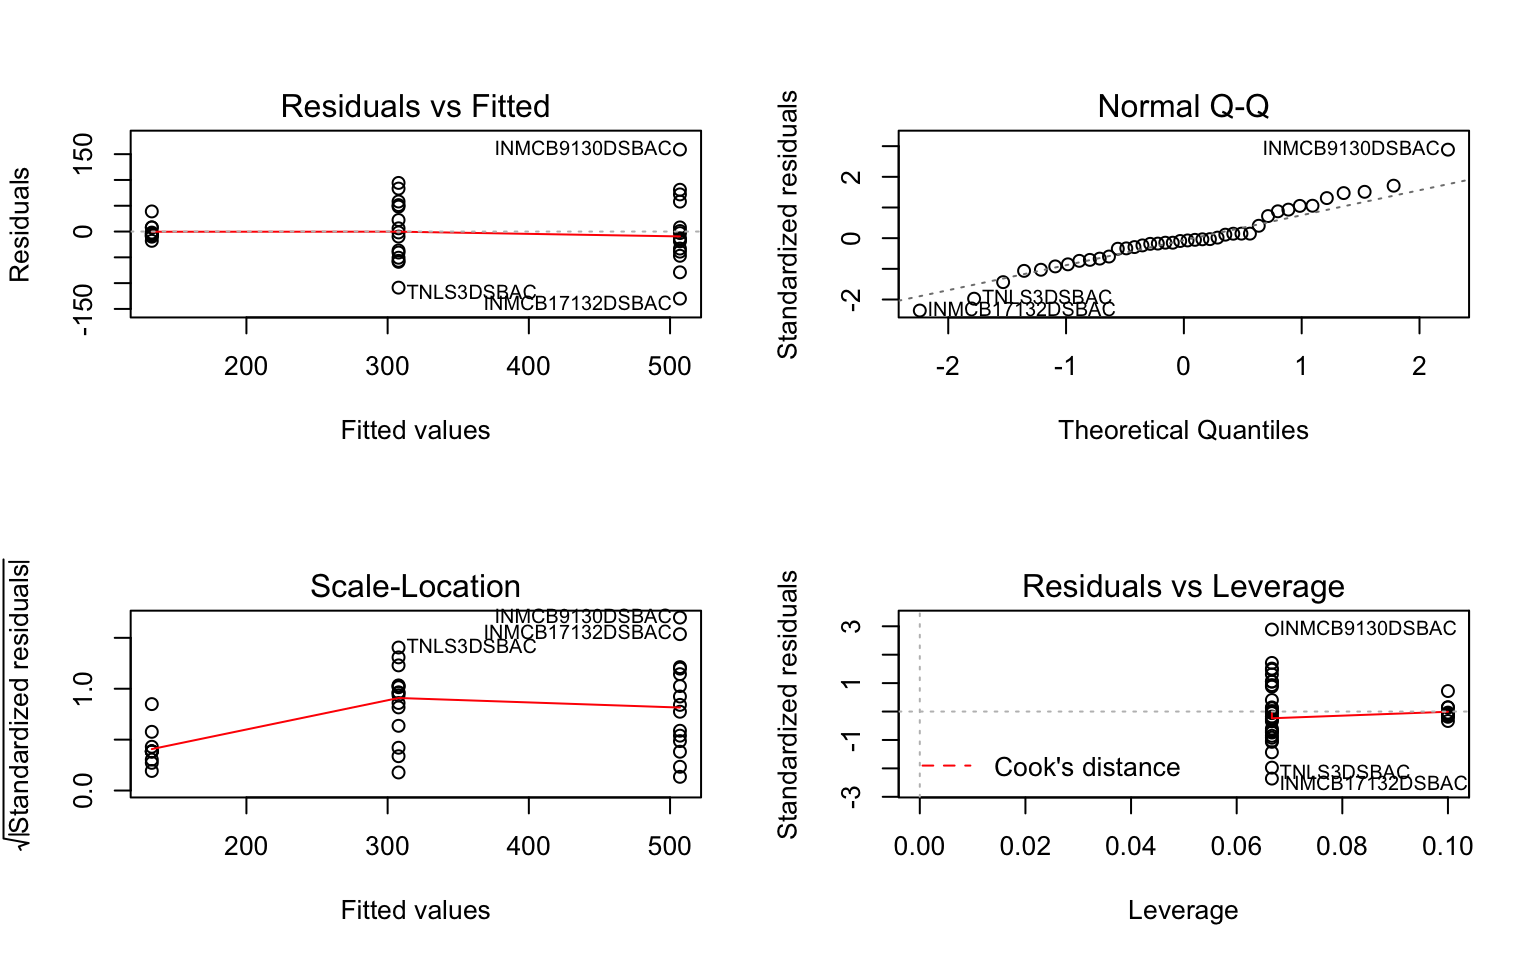 Residuals vs Fitted
Residuals
150
0
-150
INMCB9130DSBAC
TNLS3DSBAC
INMCB17132DSBAC
200 300 400 500
Fitted values
Normal Q-Q
Standardized residuals
2
0
-2
INMCB9130DSBAC
TNLS3DSBAC
INMCB17132DSBAC
-2 -1 0 1 2
Theoretical Quantiles
Scale-Location
√|Standardized residuals|
1.0
0.0
INMCB9130DSBAC
INMCB17132DSBAC
TNLS3DSBAC
200 300 400 500
Fitted values
Residuals vs Leverage
Standardized residuals
3
1
-1
-3
INMCB9130DSBAC
Cook's distance
TNLS3DSBAC
INMCB17132DSBAC
0.00 0.02 0.04 0.06 0.08 0.10
Leverage